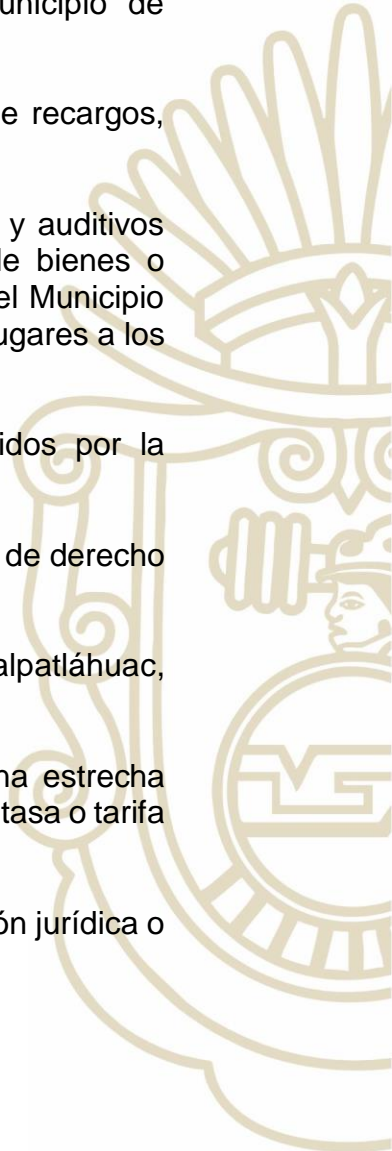 unicipio de
e recargos,
y auditivos
de bienes o
el Municipio
ugares a los
idos por la
de derecho
alpatláhuac,
na estrecha
tasa o tarifa
ón jurídica o